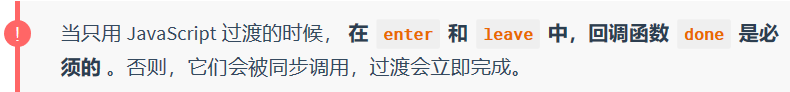 ! 当只用 JavaScript 过渡的时候， 在 enter 和 leave 中，回调函数 done 是必
须的 。否则，它们会被同步调用，过渡会立即完成。